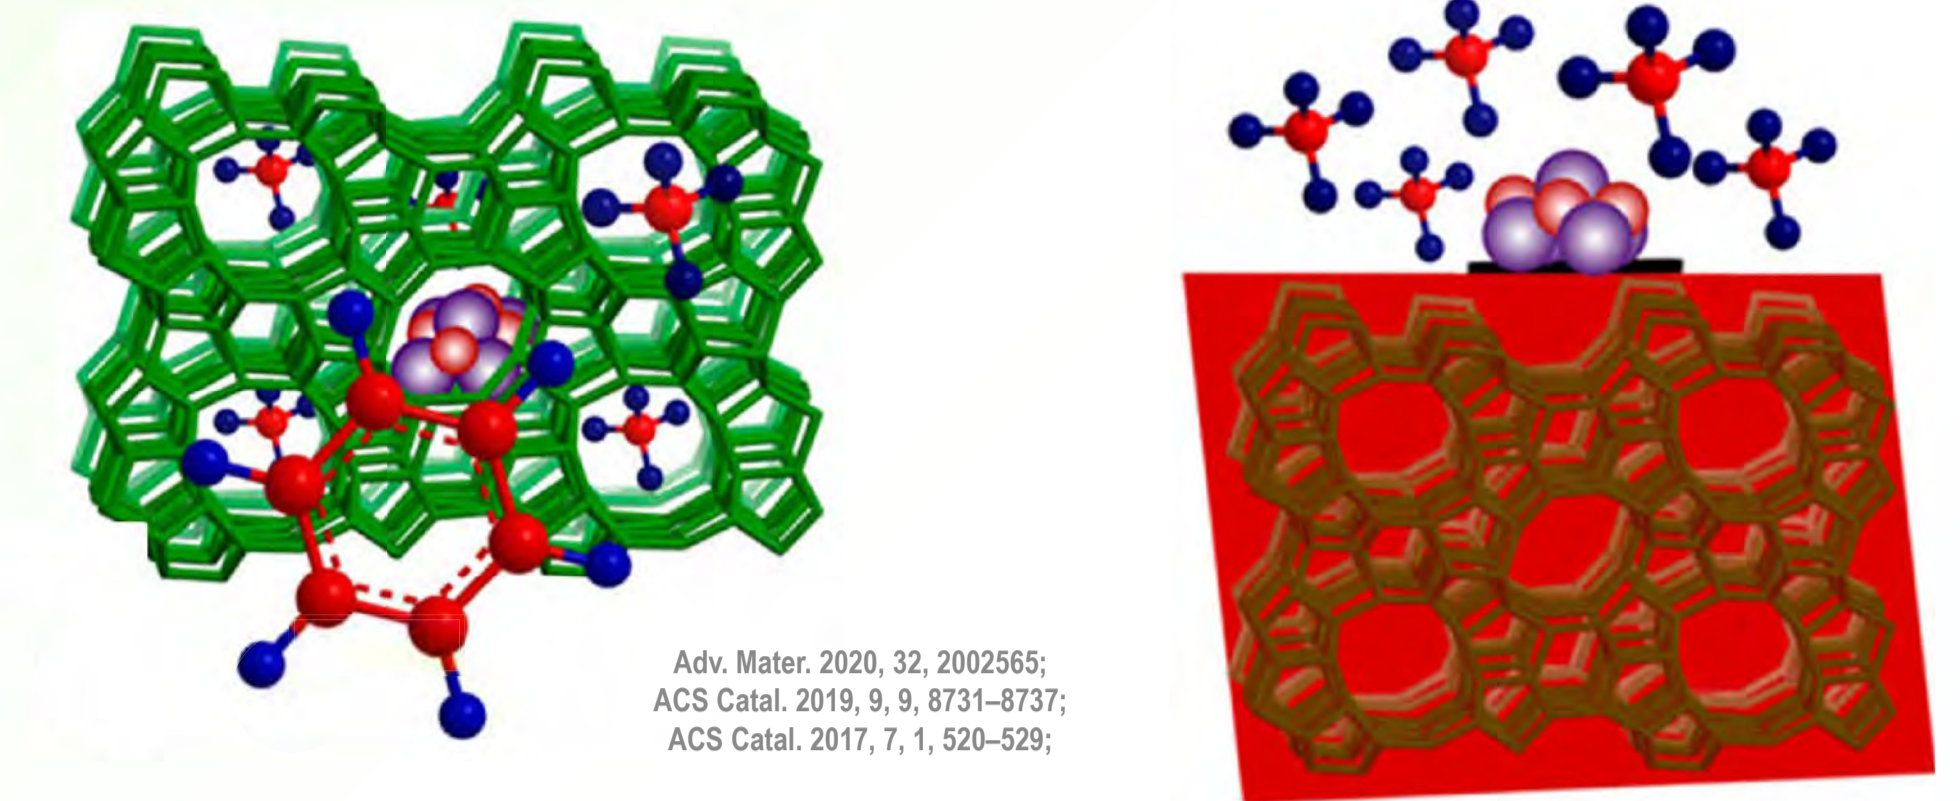 Adv. Mater. 2020, 32, 2002565;
ACS Catal. 2019, 9, 9, 8731–8737;
ACS Catal. 2017, 7, 1, 520–529;